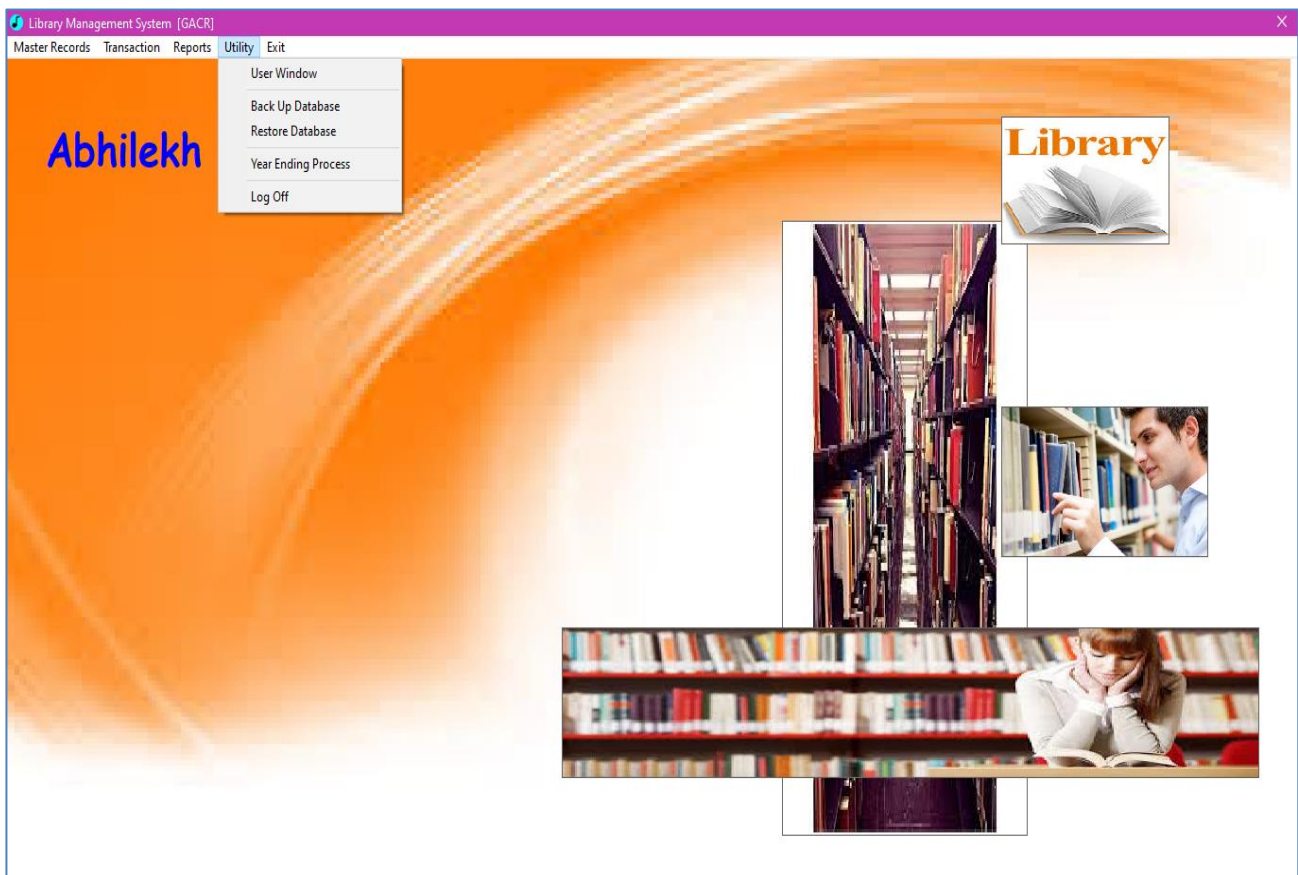 Library Management System [GACR]
Master Records Transaction Reports Utility Exit
User Window
Back Up Database
Restore Database
Year Ending Process
Log Off
Abhilekh
Library